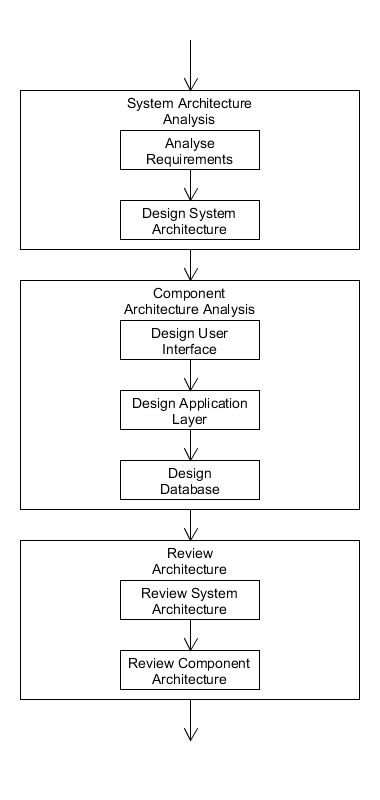 System Architecture
Analysis
Analyse
Requirements
Design System
Architecture
Component
Architecture Analysis
Design User
Interface
Design Application
Layer
Design
Database
Review
Architecture
Review System
Architecture
Review Component
Architecture